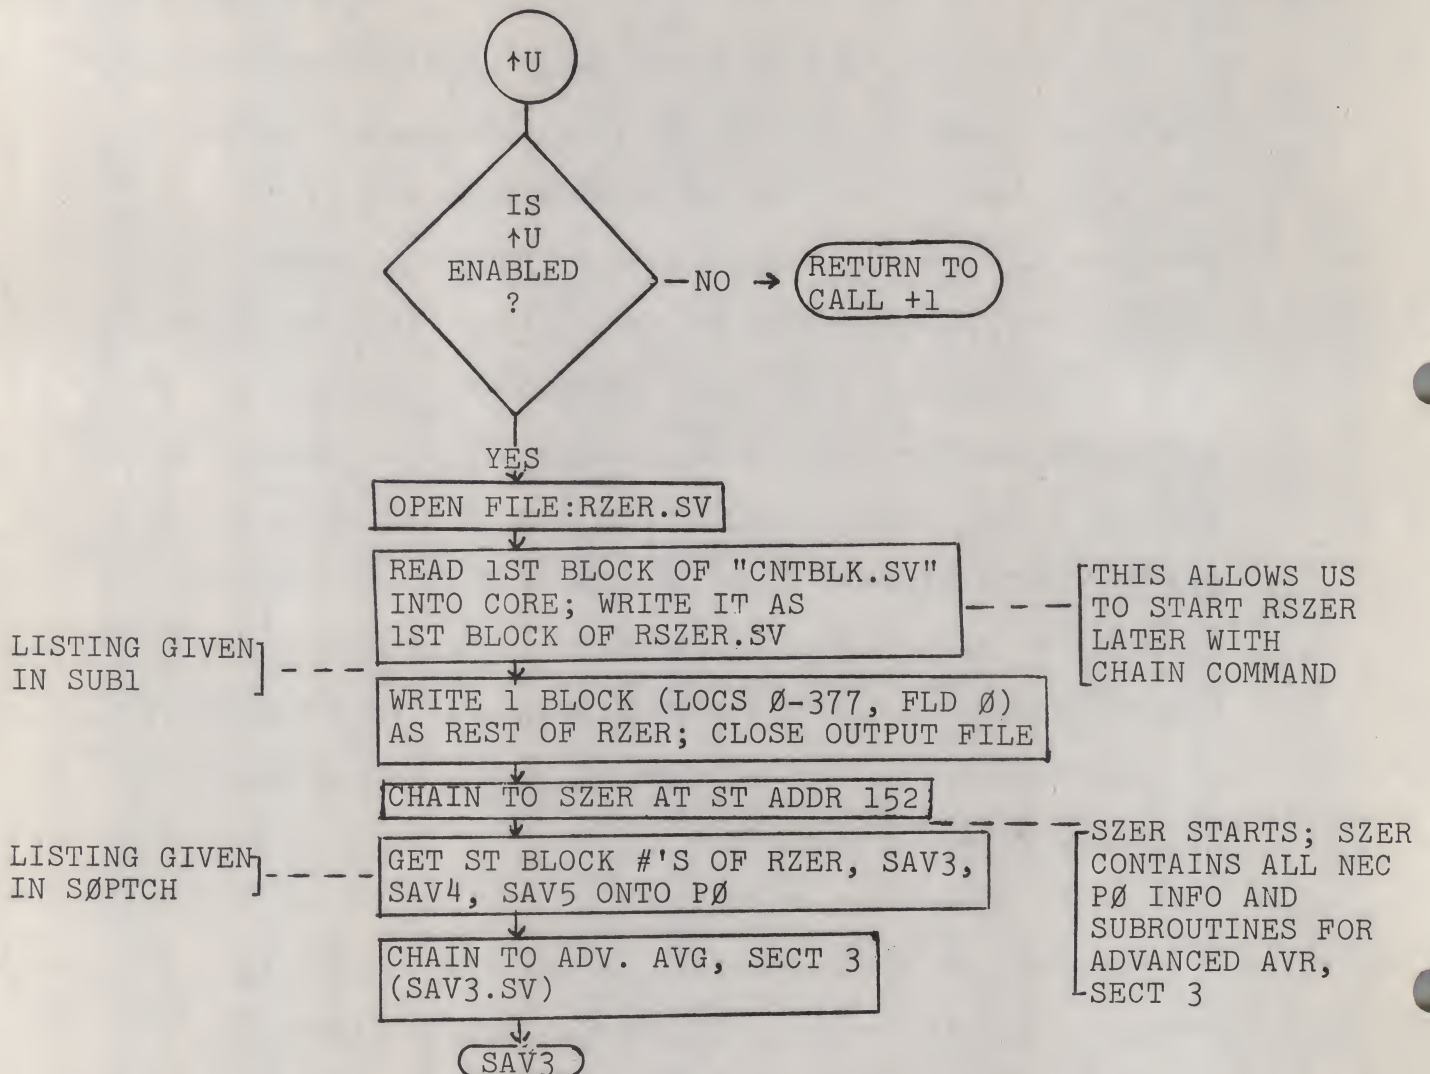 ↑U
IS
↑U
ENABLED
?
NO
RETURN TO
CALL +1
YES
OPEN FILE:RZER.SV
READ 1ST BLOCK OF "CNTBLK.SV"
INTO CORE; WRITE IT AS
1ST BLOCK OF RSZER.SV
THIS ALLOWS US
TO START RSZER
LATER WITH
CHAIN COMMAND
LISTING GIVEN
IN SUB1
WRITE 1 BLOCK (LOCS Ø-377, FLD Ø)
AS REST OF RZER; CLOSE OUTPUT FILE
CHAIN TO SZER AT ST ADDR 152
SZER STARTS; SZER
CONTAINS ALL NEC
PØ INFO AND
SUBROUTINES FOR
ADVANCED AVR,
SECT 3
LISTING GIVEN
IN SØPTCH
GET ST BLOCK #'S OF RZER, SAV3,
SAV4, SAV5 ONTO PØ
CHAIN TO ADV. AVG, SECT 3
(SAV3.SV)
SAV3